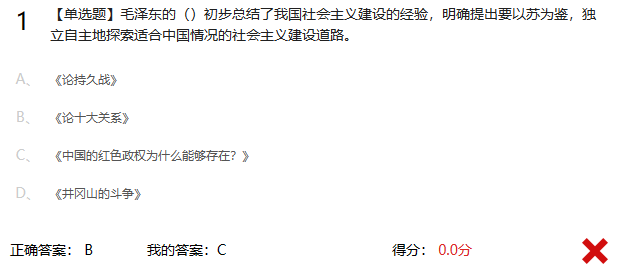 1
【单选题】毛泽东的（）初步总结了我国社会主义建设的经验，明确提出要以苏为鉴，独
立自主地探索适合中国情况的社会主义建设道路。
A、 《论持久战》
B、 《论十大关系》
C、 《中国的红色政权为什么能够存在？》
D、 《井冈山的斗争》
正确答案： B 我的答案：C 得分： 0.0分